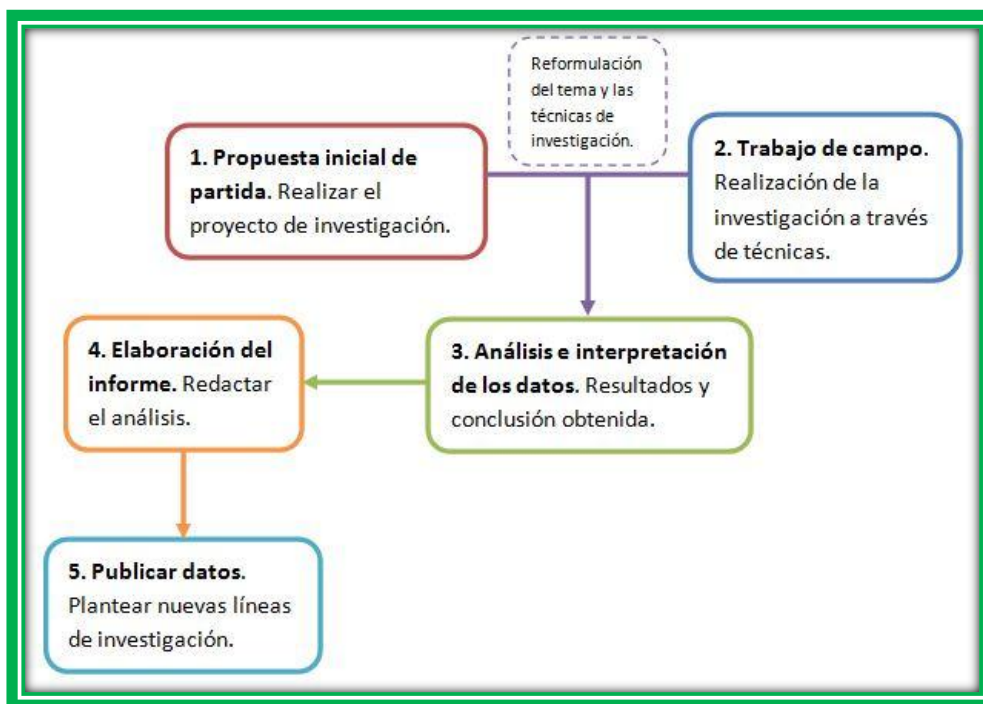 Reformulación
del tema y las
técnicas de
investigación.
1. Propuesta inicial de
partida. Realizar el
proyecto de investigación.
2. Trabajo de campo.
Realización de la
investigación a través
de técnicas.
3. Análisis e interpretación
de los datos. Resultados y
conclusión obtenida.
4. Elaboración del
informe. Redactar
el análisis.
5. Publicar datos.
Plantear nuevas líneas
de investigación.